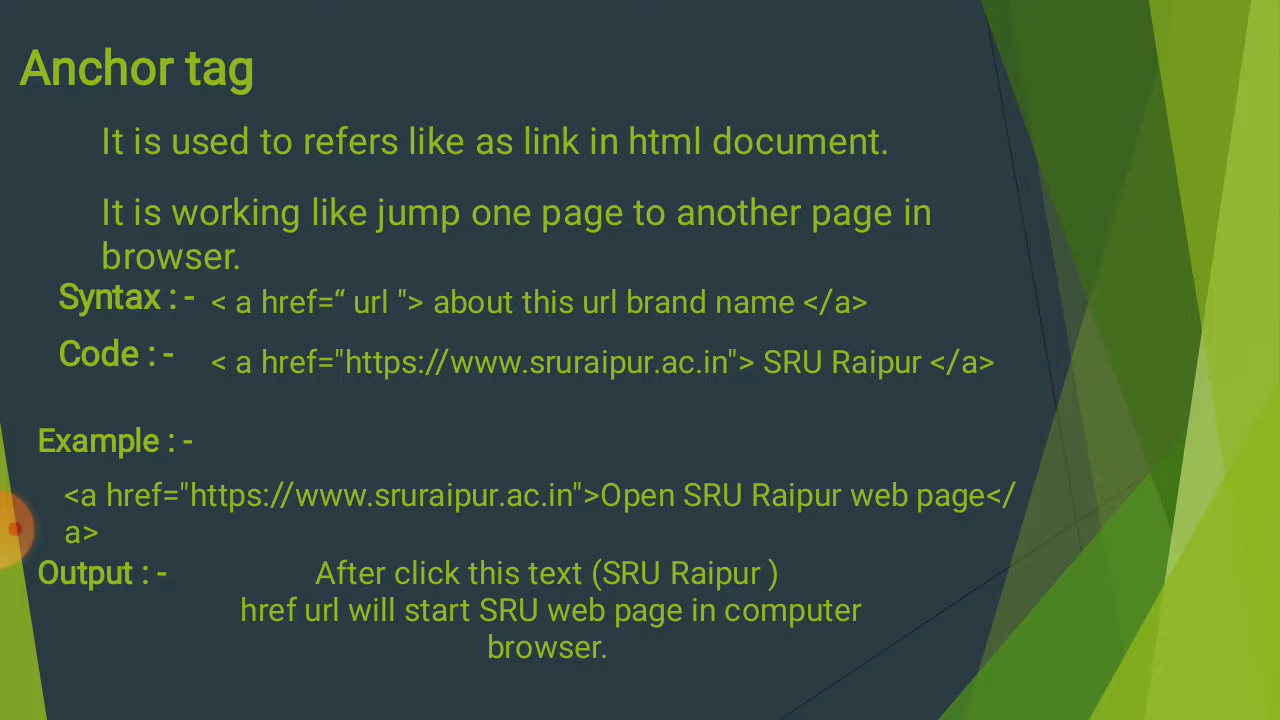 Anchor tag
It is used to refers like as link in html document.
It is working like jump one page to another page in
browser.
Syntax : - < a href=“ url "> about this url brand name </a>
Code : - < a href="https://www.sruraipur.ac.in"> SRU Raipur </a>
Example : -
<a href="https://www.sruraipur.ac.in">Open SRU Raipur web page</
a>
Output : - After click this text (SRU Raipur )
href url will start SRU web page in computer
browser.